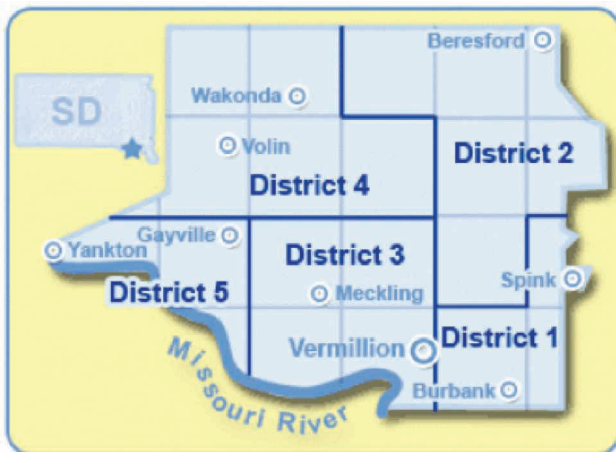 Beresford
Wakonda
SD
Volin
District 2
District 4
Gayville
Yankton
District 3
Spink
District 5
Meckling
Vermillion
District 1
Burbank
Missouri River